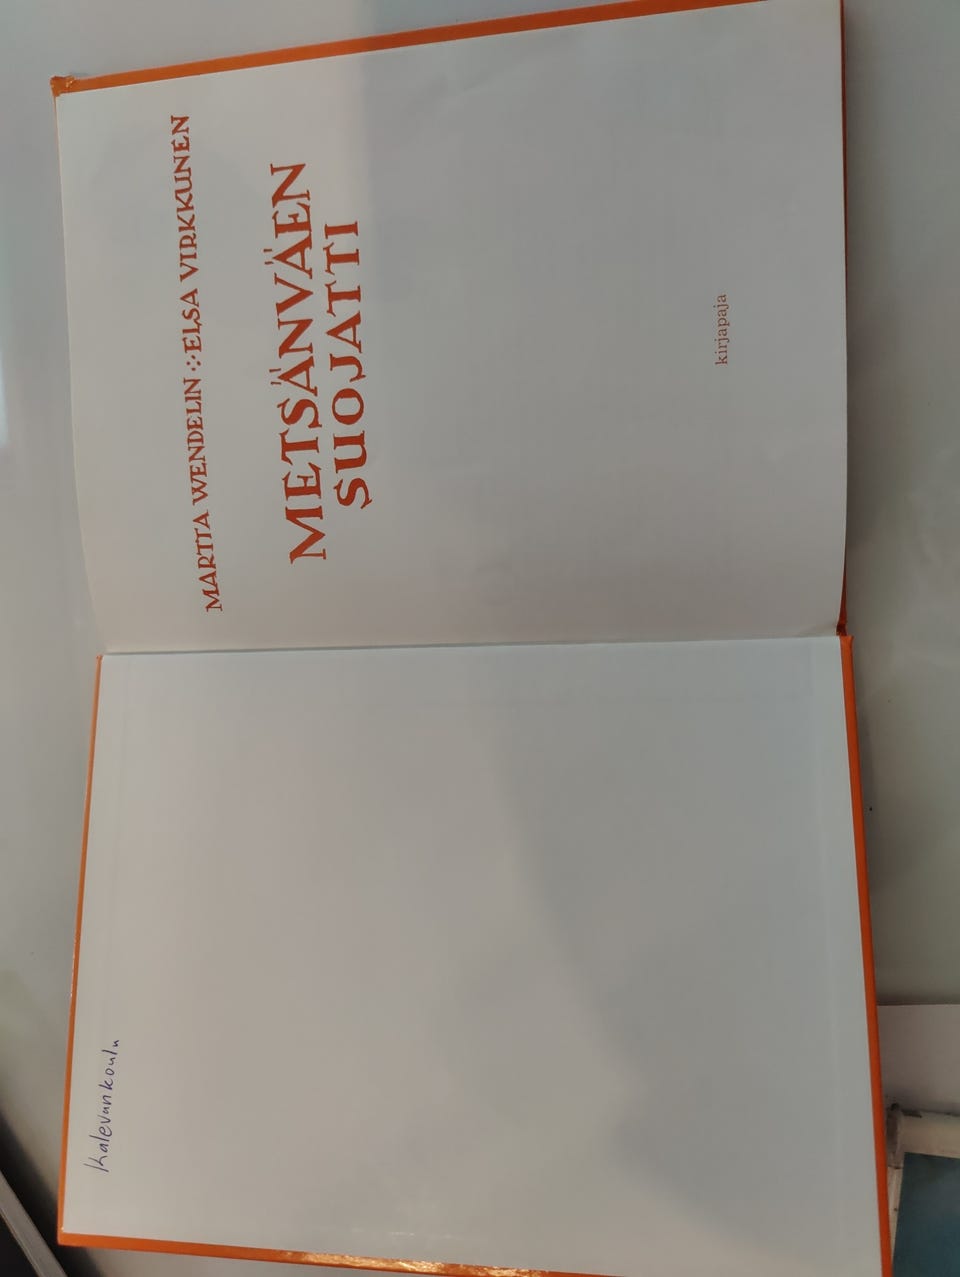 Kalevankoulu
MARTTA WENDELIN ·:· ELSA VIRKKUNEN
METSÄNVÄEN
SUOJATTI
kirjapaja